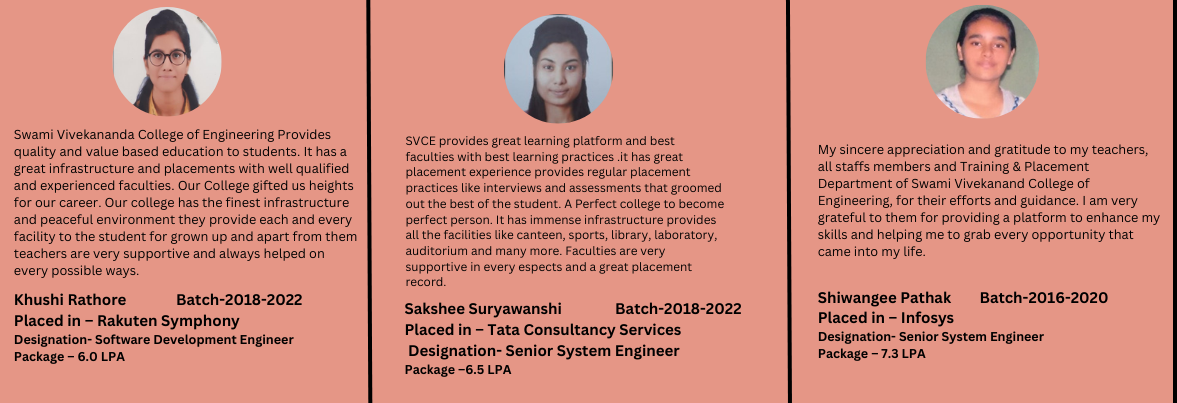 Swami Vivekananda College of Engineering Provides
quality and value based education to students. It has a
great infrastructure and placements with well qualified
and experienced faculties. Our College gifted us heights
for our career. Our college has the finest infrastructure
and peaceful environment they provide each and every
facility to the student for grown up and apart from them
teachers are very supportive and always helped on
every possible ways.
Khushi Rathore Batch-2018-2022
Placed in – Rakuten Symphony
Designation- Software Development Engineer
Package – 6.0 LPA
SVCE provides great learning platform and best
faculties with best learning practices .it has great
placement experience provides regular placement
practices like interviews and assessments that groomed
out the best of the student. A Perfect college to become
perfect person. It has immense infrastructure provides
all the facilities like canteen, sports, library, laboratory,
auditorium and many more. Faculties are very
supportive in every espects and a great placement
record.
Sakshee Suryawanshi Batch-2018-2022
Placed in – Tata Consultancy Services
Designation- Senior System Engineer
Package –6.5 LPA
My sincere appreciation and gratitude to my teachers,
all staffs members and Training & Placement
Department of Swami Vivekanand College of
Engineering, for their efforts and guidance. I am very
grateful to them for providing a platform to enhance my
skills and helping me to grab every opportunity that
came into my life.
Shiwangee Pathak Batch-2016-2020
Placed in – Infosys
Designation- Senior System Engineer
Package – 7.3 LPA